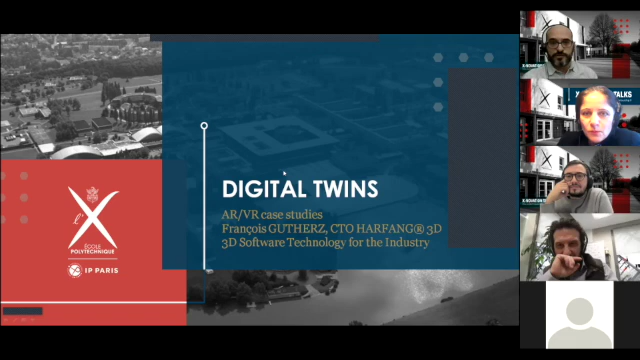 DIGITAL TWINS
AR/VR case studies
François GUTHERZ, CTO HARFANG® 3D
3D Software Technology for the Industry
ÉCOLE
POLYTECHNIQUE
IP PARIS
TALKS